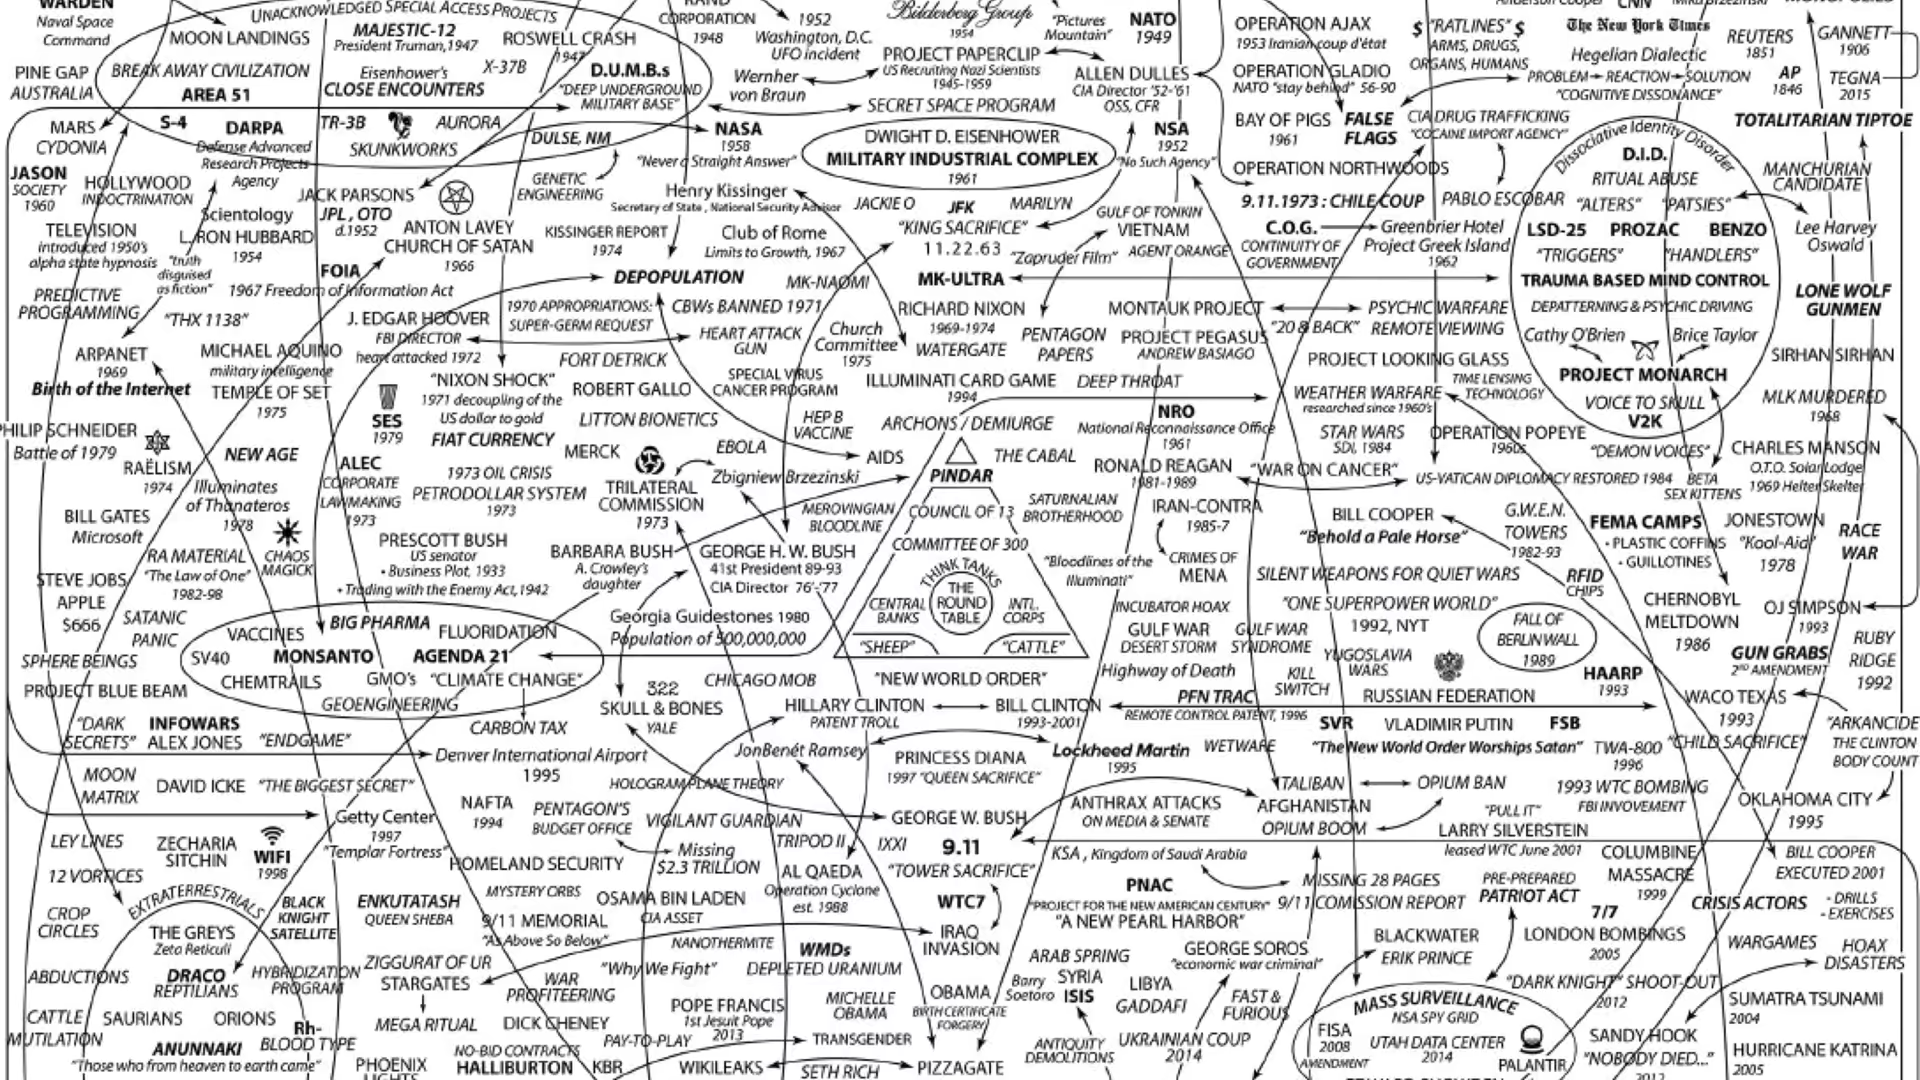 WARDEN
Naval Space
Command
UNACKNOWLEDGED SPECIAL ACCESS PROJECTS
MOON LANDINGS
MAJESTIC-12
President Truman, 1947
ROSWELL CRASH
1947
BREAK AWAY CIVILIZATION
Eisenhower's
CLOSE ENCOUNTERS
X-37B
D.U.M.B.s
"DEEP UNDERGROUND
MILITARY BASE"
AREA 51
PINE GAP
AUSTRALIA
S-4
DARPA
Defense Advanced
Research Projects
Agency
TR-3B
SKUNKWORKS
AURORA
DULSE, NM
MARS
CYDONIA
JASON
SOCIETY
1960
HOLLYWOOD
INDOCTRINATION
TELEVISION
introduced 1950's
alpha state hypnosis
PREDICTIVE
PROGRAMMING
Scientology
L. RON HUBBARD
1954
"truth
disguised
as fiction"
"THX 1138"
JACK PARSONS
JPL, OTO
d.1952
ANTON LAVEY
CHURCH OF SATAN
1966
FOIA
1967 Freedom of Information Act
GENETIC
ENGINEERING
RAND
CORPORATION
1948
1952
Washington, D.C.
UFO incident
Bilderberg Group
1954
"Pictures
Mountain"
NATO
1949
Wernher
von Braun
PROJECT PAPERCLIP
US Recruiting Nazi Scientists
1945-1959
SECRET SPACE PROGRAM
ALLEN DULLES
CIA Director '52-'61
OSS, CFR
NASA
1958
"Never a Straight Answer"
DWIGHT D. EISENHOWER
MILITARY INDUSTRIAL COMPLEX
1961
NSA
1952
"No Such Agency"
Henry Kissinger
Secretary of State, National Security Advisor
KISSINGER REPORT
1974
Club of Rome
Limits to Growth, 1967
JACKIE O
JFK
MARILYN
"KING SACRIFICE"
11.22.63
"Zapruder Film"
GULF OF TONKIN
VIETNAM
AGENT ORANGE
OPERATION AJAX
1953 Iranian coup d'état
OPERATION GLADIO
NATO "stay behind" 56-90
BAY OF PIGS
1961
FALSE
FLAGS
OPERATION NORTHWOODS
9.11.1973 : CHILE COUP
C.O.G.
CONTINUITY OF
GOVERNMENT
Greenbrier Hotel
Project Greek Island
1962
$ "RATLINES" $
ARMS, DRUGS,
ORGANS, HUMANS
CNN
The New York Times
Hegelian Dialectic
PROBLEM → REACTION → SOLUTION
"COGNITIVE DISSONANCE"
CIA DRUG TRAFFICKING
"COCAINE IMPORT AGENCY"
PABLO ESCOBAR
REUTERS
1851
AP
1846
GANNETT
1906
TEGNA
2015
TOTALITARIAN TIPTOE
MANCHURIAN
CANDIDATE
Lee Harvey
Oswald
Dissociative Identity Disorder
D.I.D.
RITUAL ABUSE
"ALTERS"
"PATSIES"
LSD-25
PROZAC
BENZO
"TRIGGERS"
"HANDLERS"
TRAUMA BASED MIND CONTROL
DEPATTERNING & PSYCHIC DRIVING
Cathy O'Brien
Brice Taylor
PROJECT MONARCH
VOICE TO SKULL
V2K
"DEMON VOICES"
LONE WOLF
GUNMEN
SIRHAN SIRHAN
MLK MURDERED
1968
CHARLES MANSON
O.T.O. Solar Lodge
1969 Helter Skelter
BETA
SEX KITTENS
DEPOPULATION
1970 APPROPRIATIONS:
SUPER-GERM REQUEST
CBWs BANNED 1971
MK-NAOMI
MK-ULTRA
J. EDGAR HOOVER
FBI DIRECTOR
heart attacked 1972
HEART ATTACK
GUN
Church
Committee
1975
RICHARD NIXON
1969-1974
WATERGATE
PENTAGON
PAPERS
MONTAUK PROJECT
PROJECT PEGASUS
ANDREW BASIAGO
"20 & BACK"
PSYCHIC WARFARE
REMOTE VIEWING
PROJECT LOOKING GLASS
TIME LENSING
TECHNOLOGY
ARPANET
1969
Birth of the Internet
MICHAEL AQUINO
military intelligence
TEMPLE OF SET
1975
SES
1979
"NIXON SHOCK"
1971 decoupling of the
US dollar to gold
FIAT CURRENCY
FORT DETRICK
ROBERT GALLO
LITTON BIONETICS
MERCK
SPECIAL VIRUS
CANCER PROGRAM
HEP B
VACCINE
EBOLA
AIDS
ILLUMINATI CARD GAME
1994
DEEP THROAT
ARCHONS / DEMIURGE
NRO
National Reconnaissance Office
1961
WEATHER WARFARE
researched since 1960's
STAR WARS
SDI, 1984
OPERATION POPEYE
1960s
PHILIP SCHNEIDER
Battle of 1979
RAËLISM
1974
NEW AGE
Illuminates
of Thanateros
1978
ALEC
CORPORATE
LAWMAKING
1973
1973 OIL CRISIS
PETRODOLLAR SYSTEM
1973
TRILATERAL
COMMISSION
1973
Zbigniew Brzezinski
PINDAR
THE CABAL
COUNCIL OF 13
COMMITTEE OF 300
THINK TANKS
THE
ROUND
TABLE
CENTRAL
BANKS
INTL.
CORPS
"SHEEP"
"CATTLE"
"NEW WORLD ORDER"
MEROVINGIAN
BLOODLINE
SATURNALIAN
BROTHERHOOD
"Bloodlines of the
Illuminati"
RONALD REAGAN
1981-1989
"WAR ON CANCER"
US-VATICAN DIPLOMACY RESTORED 1984
IRAN-CONTRA
1985-7
CRIMES OF
MENA
BILL COOPER
"Behold a Pale Horse"
G.W.E.N.
TOWERS
1982-93
FEMA CAMPS
• PLASTIC COFFINS
• GUILLOTINES
JONESTOWN
"Kool-Aid"
1978
RACE
WAR
BILL GATES
Microsoft
RA MATERIAL
"The Law of One"
1982-98
CHAOS
MAGICK
PRESCOTT BUSH
US senator
• Business Plot, 1933
• Trading with the Enemy Act, 1942
BARBARA BUSH
A. Crowley's
daughter
GEORGE H. W. BUSH
41st President 89-93
CIA Director '76-'77
SILENT WEAPONS FOR QUIET WARS
RFID
CHIPS
STEVE JOBS
APPLE
$666
SATANIC
PANIC
Georgia Guidestones 1980
Population of 500,000,000
INCUBATOR HOAX
GULF WAR
DESERT STORM
GULF WAR
SYNDROME
"ONE SUPERPOWER WORLD"
1992, NYT
YUGOSLAVIA
WARS
FALL OF
BERLIN WALL
1989
CHERNOBYL
MELTDOWN
1986
OJ SIMPSON
1993
GUN GRABS
2ND AMENDMENT
RUBY
RIDGE
1992
BIG PHARMA
VACCINES
FLUORIDATION
SV40
MONSANTO
AGENDA 21
CHEMTRAILS
GMO's
"CLIMATE CHANGE"
GEOENGINEERING
SPHERE BEINGS
PROJECT BLUE BEAM
"DARK
SECRETS"
INFOWARS
ALEX JONES
"ENDGAME"
CARBON TAX
322
SKULL & BONES
YALE
CHICAGO MOB
HILLARY CLINTON
PATENT TROLL
BILL CLINTON
1993-2001
Highway of Death
KILL
SWITCH
PFN TRAC
REMOTE CONTROL PATENT, 1996
RUSSIAN FEDERATION
SVR
VLADIMIR PUTIN
FSB
"The New World Order Worships Satan"
HAARP
1993
WACO TEXAS
1993
"CHILD SACRIFICE"
"ARKANCIDE"
THE CLINTON
BODY COUNT
TWA-800
1996
Denver International Airport
1995
JonBenét Ramsey
PRINCESS DIANA
1997 "QUEEN SACRIFICE"
Lockheed Martin
1995
WETWARE
MOON
MATRIX
DAVID ICKE
"THE BIGGEST SECRET"
HOLOGRAM PLANE THEORY
TALIBAN
OPIUM BAN
AFGHANISTAN
OPIUM BOOM
1993 WTC BOMBING
FBI INVOVEMENT
OKLAHOMA CITY
1995
Getty Center
1997
"Templar Fortress"
NAFTA
1994
PENTAGON'S
BUDGET OFFICE
VIGILANT GUARDIAN
GEORGE W. BUSH
ANTHRAX ATTACKS
ON MEDIA & SENATE
"PULL IT"
LARRY SILVERSTEIN
leased WTC June 2001
LEY LINES
ZECHARIA
SITCHIN
WIFI
1998
HOMELAND SECURITY
Missing
$2.3 TRILLION
TRIPOD II
IXXI
9.11
"TOWER SACRIFICE"
KSA, Kingdom of Saudi Arabia
COLUMBINE
MASSACRE
1999
BILL COOPER
EXECUTED 2001
12 VORTICES
EXTRATERRESTRIALS
BLACK
KNIGHT
SATELLITE
ENKUTATASH
QUEEN SHEBA
MYSTERY ORBS
OSAMA BIN LADEN
CIA ASSET
AL QAEDA
Operation Cyclone
est. 1988
WTC7
PNAC
"PROJECT FOR THE NEW AMERICAN CENTURY"
"A NEW PEARL HARBOR"
MISSING 28 PAGES
9/11 COMISSION REPORT
PRE-PREPARED
PATRIOT ACT
7/7
LONDON BOMBINGS
2005
CRISIS ACTORS
- DRILLS
- EXERCISES
CROP
CIRCLES
THE GREYS
Zeta Reticuli
9/11 MEMORIAL
"As Above So Below"
NANOTHERMITE
IRAQ
INVASION
BLACKWATER
ERIK PRINCE
WARGAMES
HOAX
DISASTERS
ABDUCTIONS
DRACO
REPTILIANS
HYBRIDIZATION
PROGRAM
ZIGGURAT OF UR
STARGATES
WAR
PROFITEERING
"Why We Fight"
WMDs
DEPLETED URANIUM
ARAB SPRING
SYRIA
ISIS
Barry
Soetoro
LIBYA
GADDAFI
GEORGE SOROS
"economic war criminal"
FAST &
FURIOUS
"DARK KNIGHT" SHOOT-OUT
2012
CATTLE
MUTILATION
SAURIANS
ORIONS
Rh-
BLOOD TYPE
MEGA RITUAL
DICK CHENEY
POPE FRANCIS
1st Jesuit Pope
2013
MICHELLE
OBAMA
OBAMA
BIRTH CERTIFICATE
FORGERY
MASS SURVEILLANCE
NSA SPY GRID
FISA
2008
AMENDMENT
UTAH DATA CENTER
2014
PALANTIR
SUMATRA TSUNAMI
2004
ANUNNAKI
"Those who from heaven to earth came"
PHOENIX
LIGHTS
NO-BID CONTRACTS
HALLIBURTON
KBR
PAY-TO-PLAY
TRANSGENDER
WIKILEAKS
SETH RICH
PIZZAGATE
ANTIQUITY
DEMOLITIONS
UKRAINIAN COUP
2014
SANDY HOOK
"NOBODY DIED..."
2012
HURRICANE KATRINA
2005